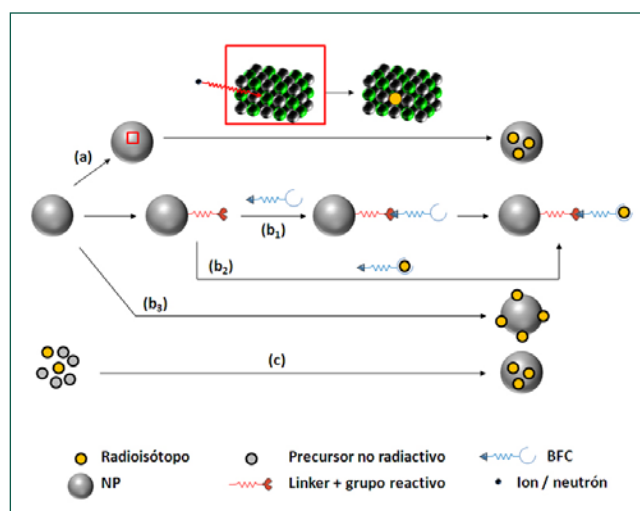 (a)
(b1)
(b2)
(b3)
(c)
Radioisótopo
Precursor no radiactivo
BFC
NP
Linker + grupo reactivo
Ion / neutrón